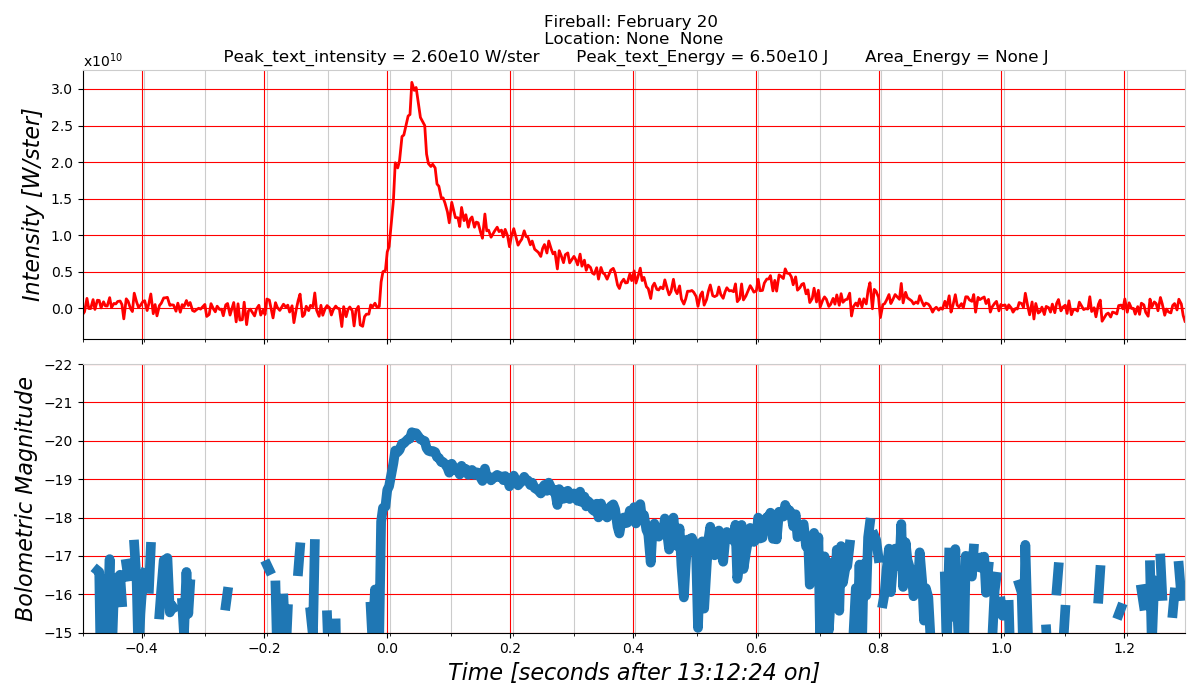 Fireball: February 20
Location: None  None
Peak_text_intensity = 2.60e10 W/ster       Peak_text_Energy = 6.50e10 J       Area_Energy = None J
x10¹⁰
3.0
2.5
2.0
1.5
1.0
0.5
0.0
Intensity [W/ster]
−22
−21
−20
−19
−18
−17
−16
−15
Bolometric Magnitude
−0.4 −0.2 0.0 0.2 0.4 0.6 0.8 1.0 1.2
Time [seconds after 13:12:24 on]